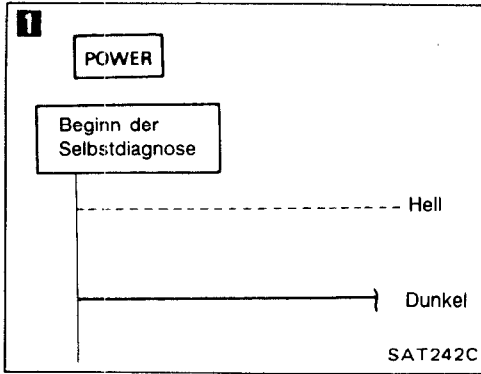 1
POWER
Beginn der
Selbstdiagnose
Hell
Dunkel
SAT242C